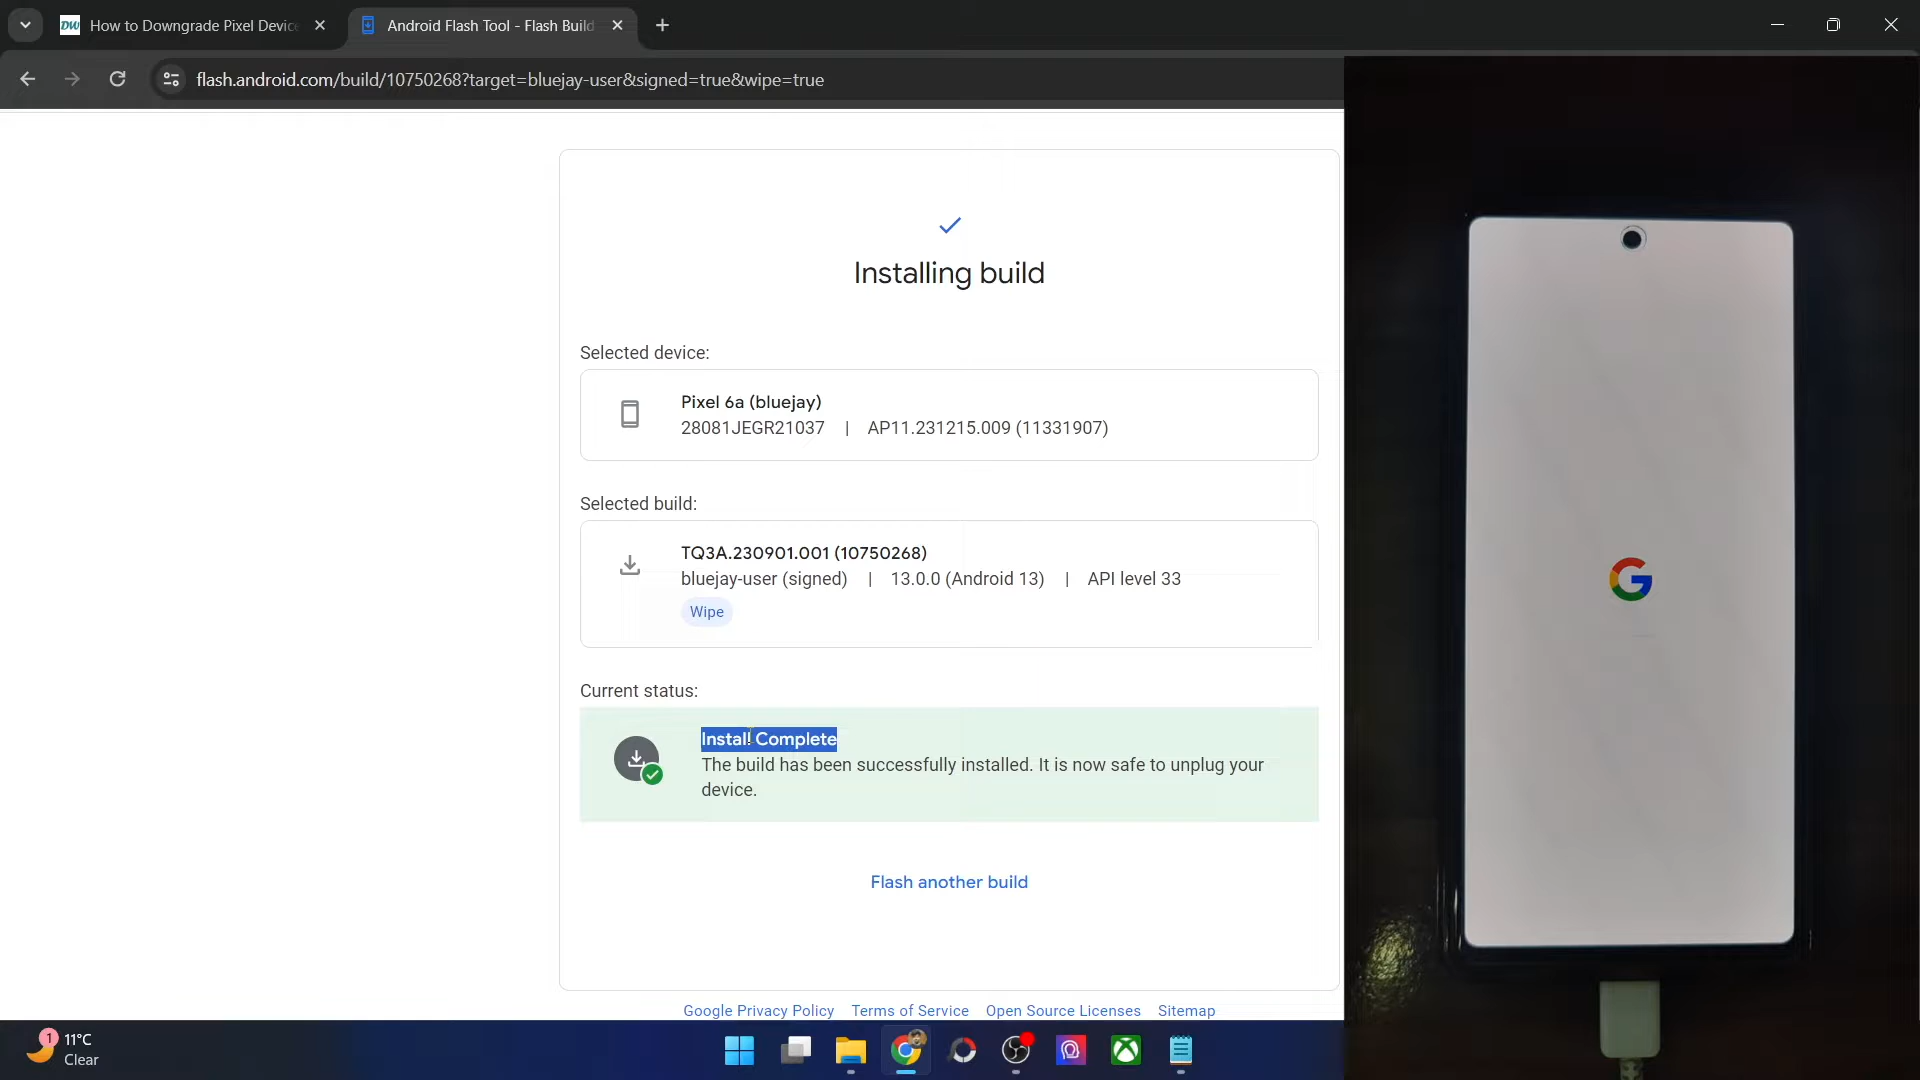 DW How to Downgrade Pixel Device
Android Flash Tool - Flash Build
flash.android.com/build/10750268?target=bluejay-user&signed=true&wipe=true
Installing build
Selected device:
Pixel 6a (bluejay)
28081JEGR21037 | AP11.231215.009 (11331907)
Selected build:
TQ3A.230901.001 (10750268)
bluejay-user (signed) | 13.0.0 (Android 13) | API level 33
Wipe
Current status:
Install Complete
The build has been successfully installed. It is now safe to unplug your
device.
Flash another build
Google Privacy Policy Terms of Service Open Source Licenses Sitemap
1
11°C
Clear
G